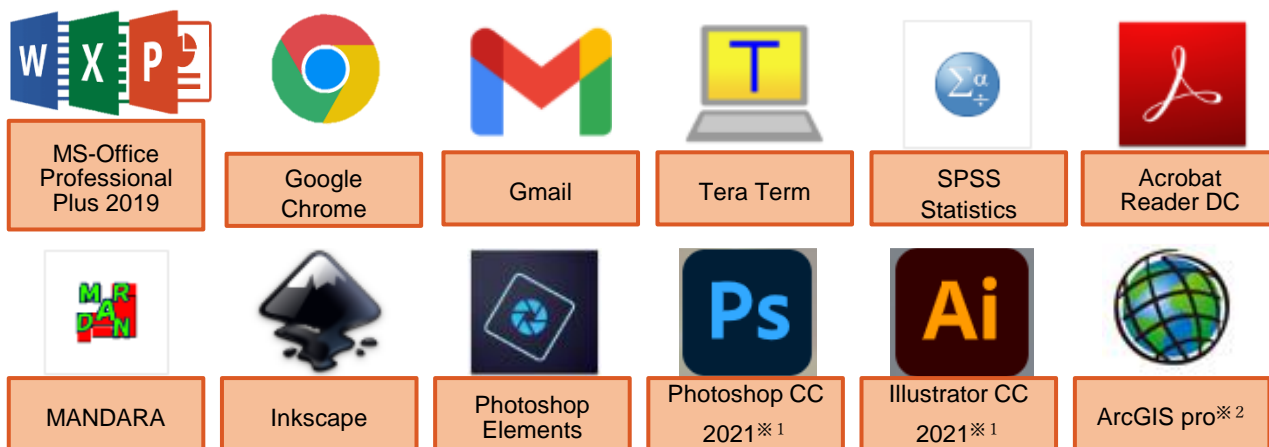 W X P
T
Σα÷
MS-Office
Professional
Plus 2019
Google
Chrome
Gmail
Tera Term
SPSS
Statistics
Acrobat
Reader DC
M R
A
D N
Ps
Ai
MANDARA
Inkscape
Photoshop
Elements
Photoshop CC
2021※1
Illustrator CC
2021※1
ArcGIS pro※2